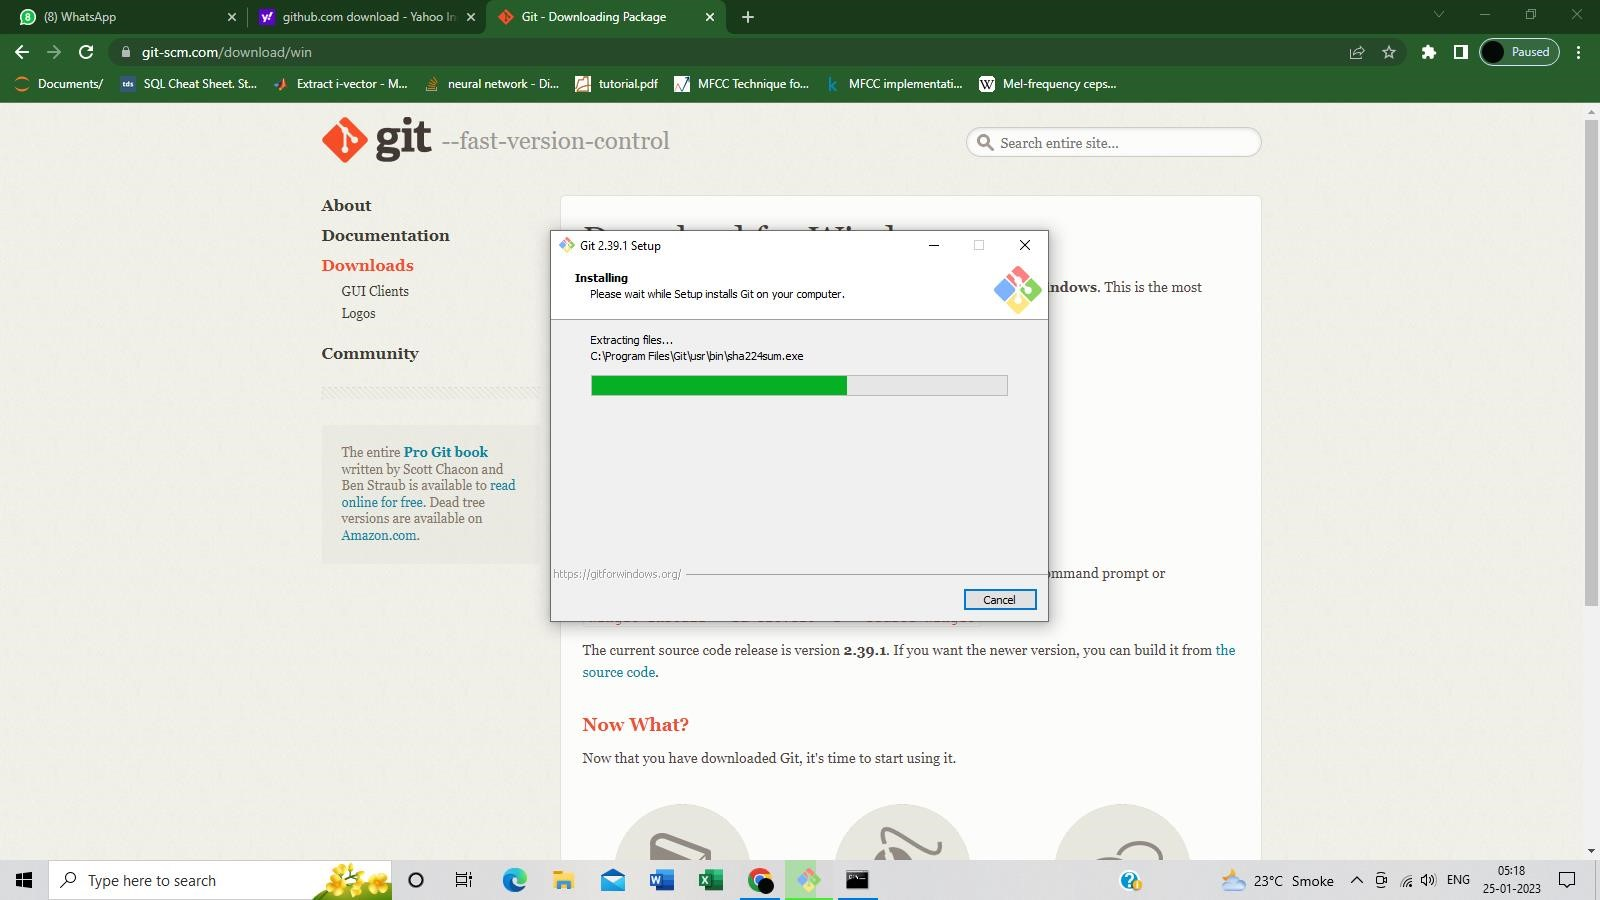 (8) WhatsApp
github.com download - Yahoo In
Git - Downloading Package
git-scm.com/download/win
Paused
Documents/
SQL Cheat Sheet. St...
Extract i-vector - M...
neural network - Di...
tutorial.pdf
MFCC Technique fo...
MFCC implementati...
Mel-frequency ceps...
git --fast-version-control
Search entire site...
About
Documentation
Downloads
GUI Clients
Logos
Community
The entire Pro Git book
written by Scott Chacon and
Ben Straub is available to read
online for free. Dead tree
versions are available on
Amazon.com.
Git 2.39.1 Setup
Installing
Please wait while Setup installs Git on your computer.
Extracting files...
C:\Program Files\Git\usr\bin\sha224sum.exe
https://gitforwindows.org/
Cancel
ndows. This is the most
mmand prompt or
The current source code release is version 2.39.1. If you want the newer version, you can build it from the
source code.
Now What?
Now that you have downloaded Git, it's time to start using it.
Type here to search
23°C Smoke
ENG
05:18
25-01-2023